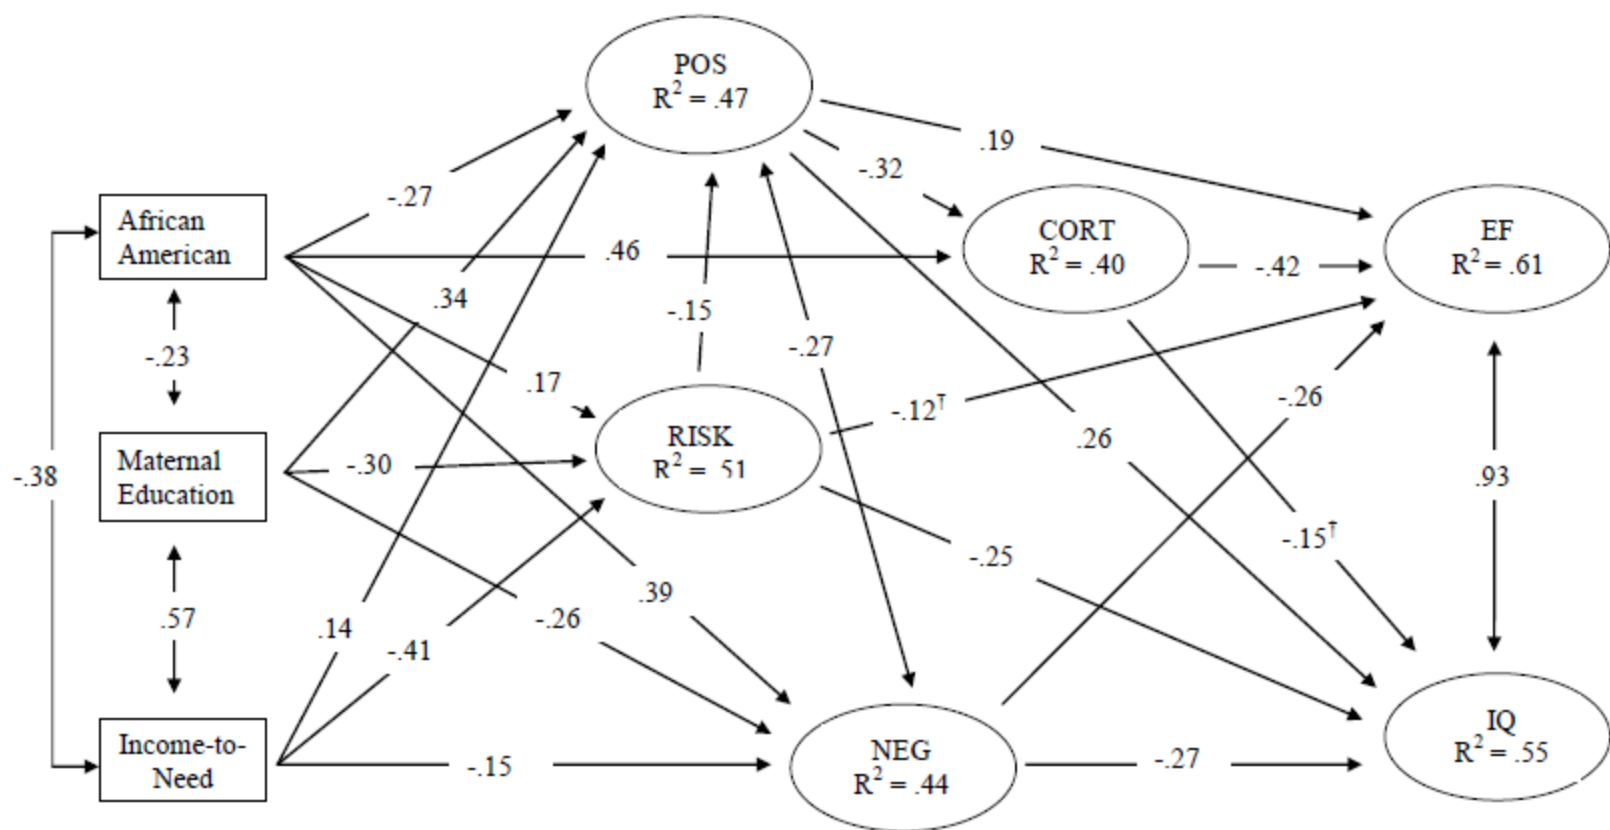 POS
R² = .47
.19
-.32
-.27
African
American
.46
CORT
R² = .40
-.42
EF
R² = .61
.34
-.15
-.27
-.23
.17
-.12†
-.26
RISK
R² = .51
.26
Maternal
Education
-.30
-.38
.93
-.15†
-.25
.57
.14
-.41
.39
-.26
Income-to-
Need
-.15
NEG
R² = .44
-.27
IQ
R² = .55